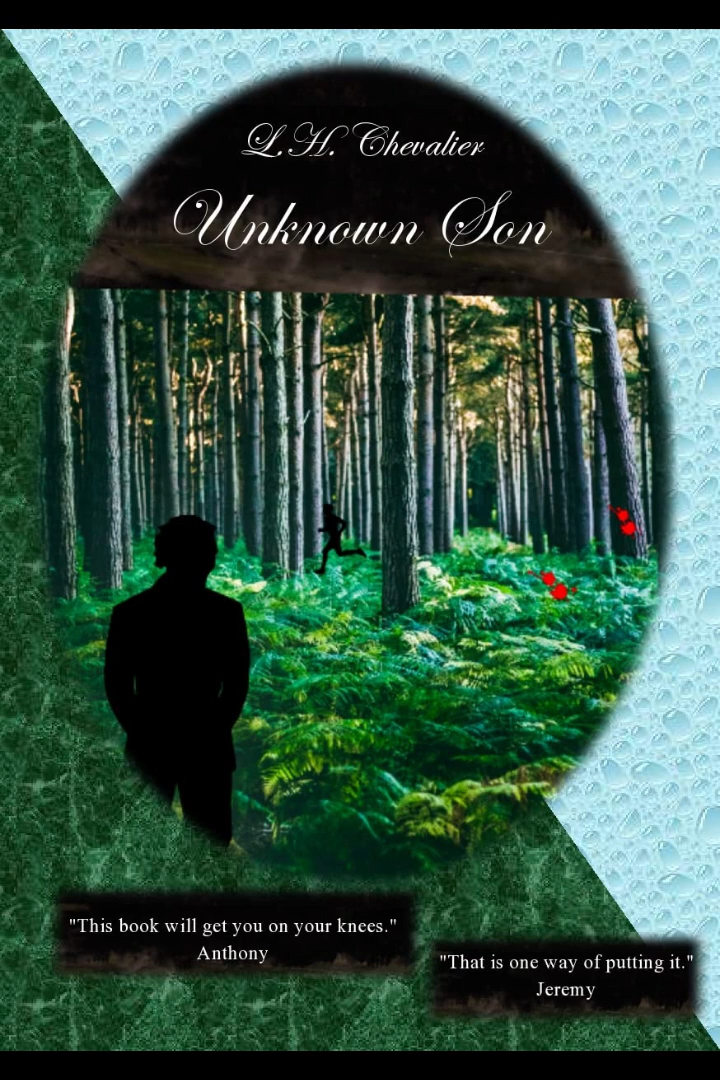 L.H. Chevalier
Unknown Son
"This book will get you on your knees."
Anthony
"That is one way of putting it."
Jeremy